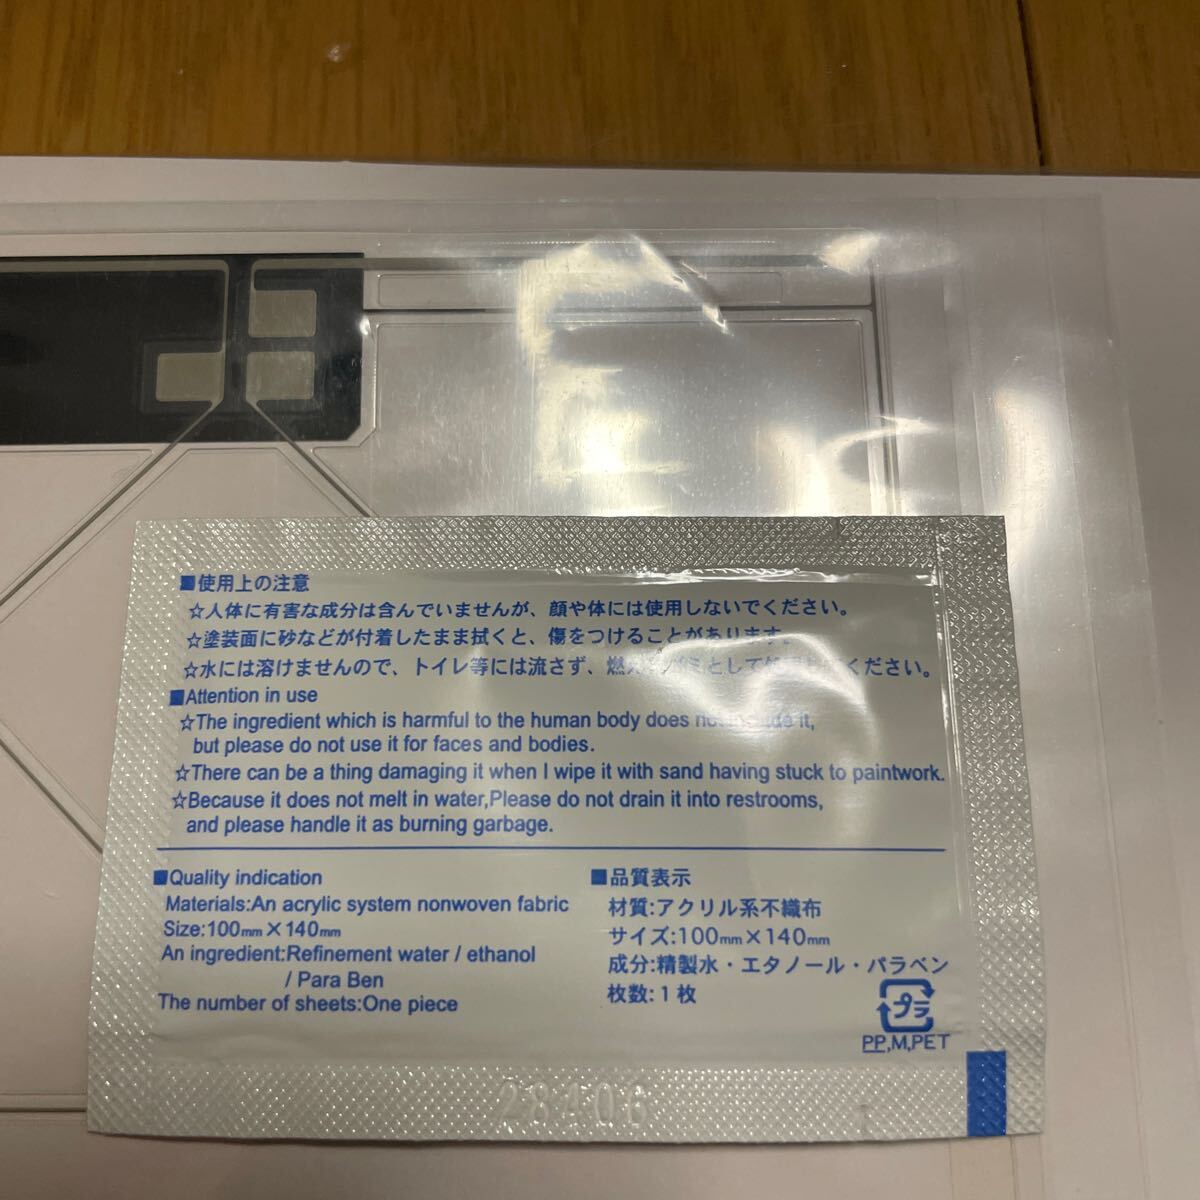 ■使用上の注意
☆人体に有害な成分は含んでいませんが、顔や体には使用しないでください。
☆塗装面に砂などが付着したまま拭くと、傷をつけることがあります。
☆水には溶けませんので、トイレ等には流さず、燃 としてください。
■Attention in use
☆The ingredient which is harmful to the human body does it,
but please do not use it for faces and bodies.
☆There can be a thing damaging it when I wipe it with sand having stuck to paintwork.
☆Because it does not melt in water,Please do not drain it into restrooms,
and please handle it as burning garbage.
■Quality indication
Materials:An acrylic system nonwoven fabric
Size:100mm×140mm
An ingredient:Refinement water / ethanol
/ Para Ben
The number of sheets:One piece
■品質表示
材質:アクリル系不織布
サイズ:100mm×140mm
成分:精製水・エタノール・パラベン
枚数:1枚
プラ
PP,M,PET
28406